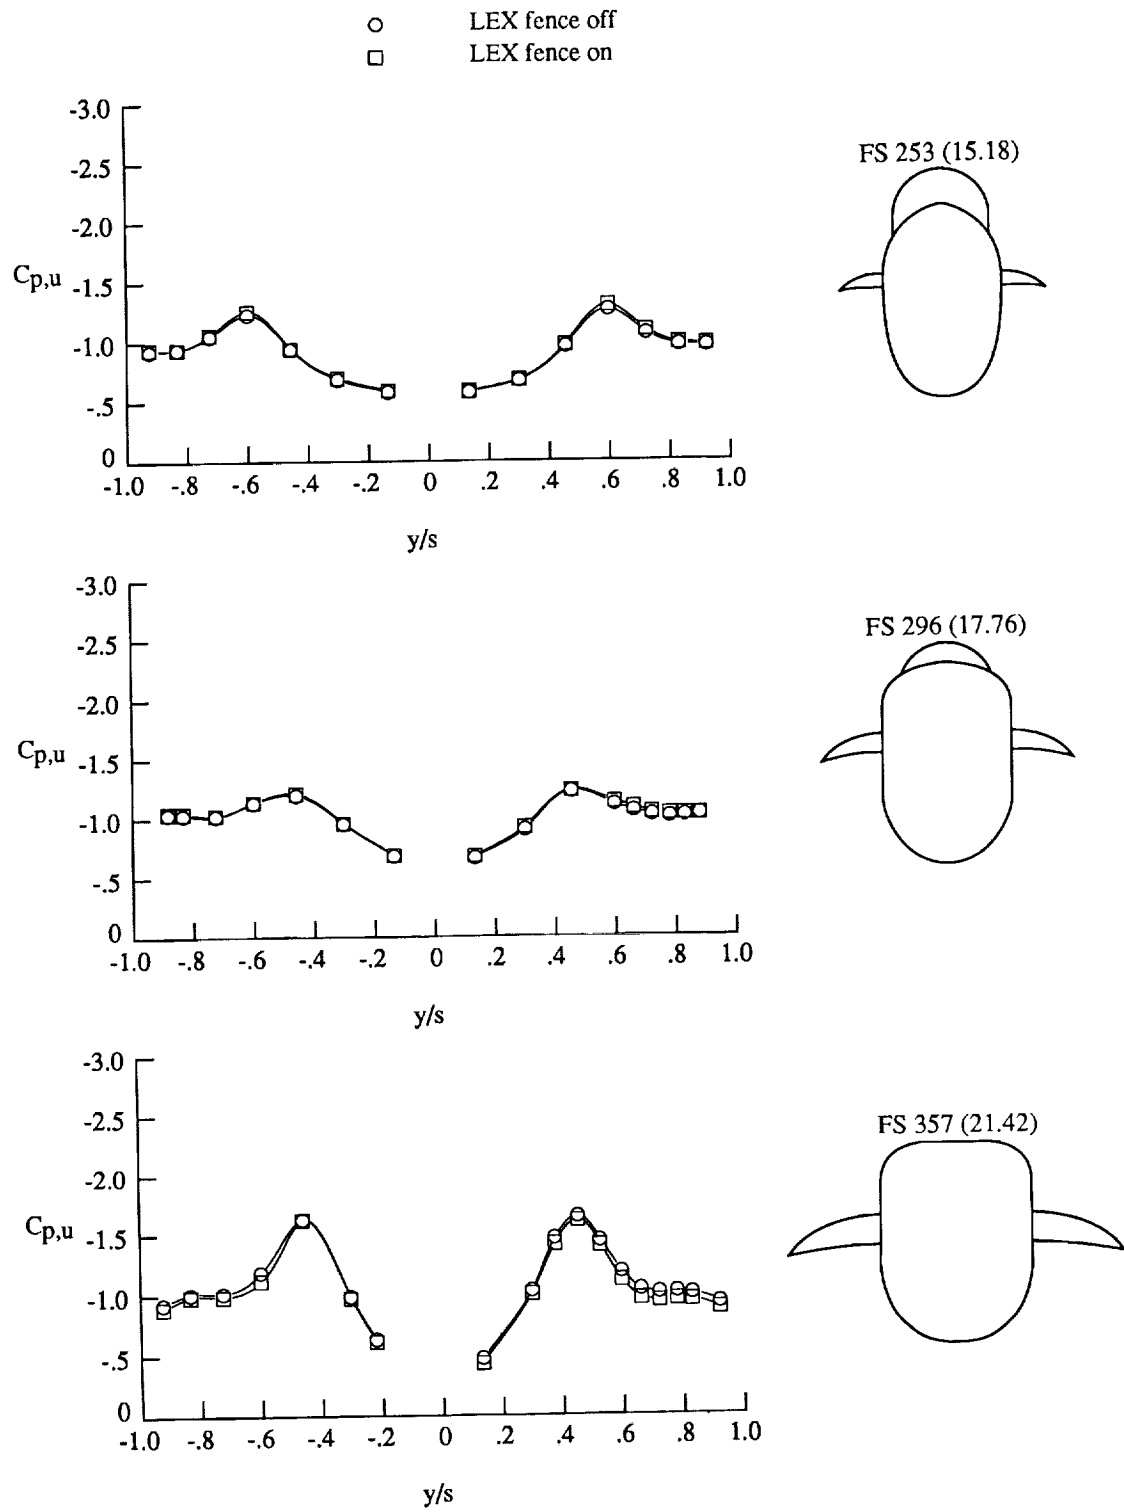 LEX fence off
LEX fence on
-3.0
-2.5
-2.0
-1.5
-1.0
-.5
0
Cp,u
-1.0 -.8 -.6 -.4 -.2 0 .2 .4 .6 .8 1.0
y/s
FS 253 (15.18)
-3.0
-2.5
-2.0
-1.5
-1.0
-.5
0
Cp,u
-1.0 -.8 -.6 -.4 -.2 0 .2 .4 .6 .8 1.0
y/s
FS 296 (17.76)
-3.0
-2.5
-2.0
-1.5
-1.0
-.5
0
Cp,u
-1.0 -.8 -.6 -.4 -.2 0 .2 .4 .6 .8 1.0
y/s
FS 357 (21.42)